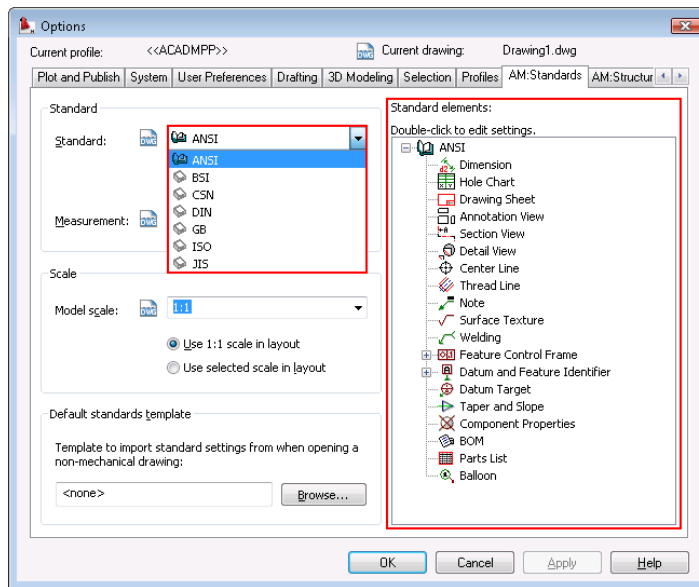 Options
Current profile: <<ACADMPP>> Current drawing: Drawing1.dwg
Plot and Publish System User Preferences Drafting 3D Modeling Selection Profiles AM:Standards AM:Structur
Standard
Standard: DWG ANSI
ANSI
BSI
CSN
DIN
GB
ISO
JIS
Measurement: DWG
Scale
Model scale: DWG 1:1
Use 1:1 scale in layout
Use selected scale in layout
Default standards template
Template to import standard settings from when opening a
non-mechanical drawing:
<none> Browse...
Standard elements:
Double-click to edit settings.
ANSI
Dimension
Hole Chart
Drawing Sheet
Annotation View
Section View
Detail View
Center Line
Thread Line
Note
Surface Texture
Welding
Feature Control Frame
Datum and Feature Identifier
Datum Target
Taper and Slope
Component Properties
BOM
Parts List
Balloon
OK Cancel Apply Help